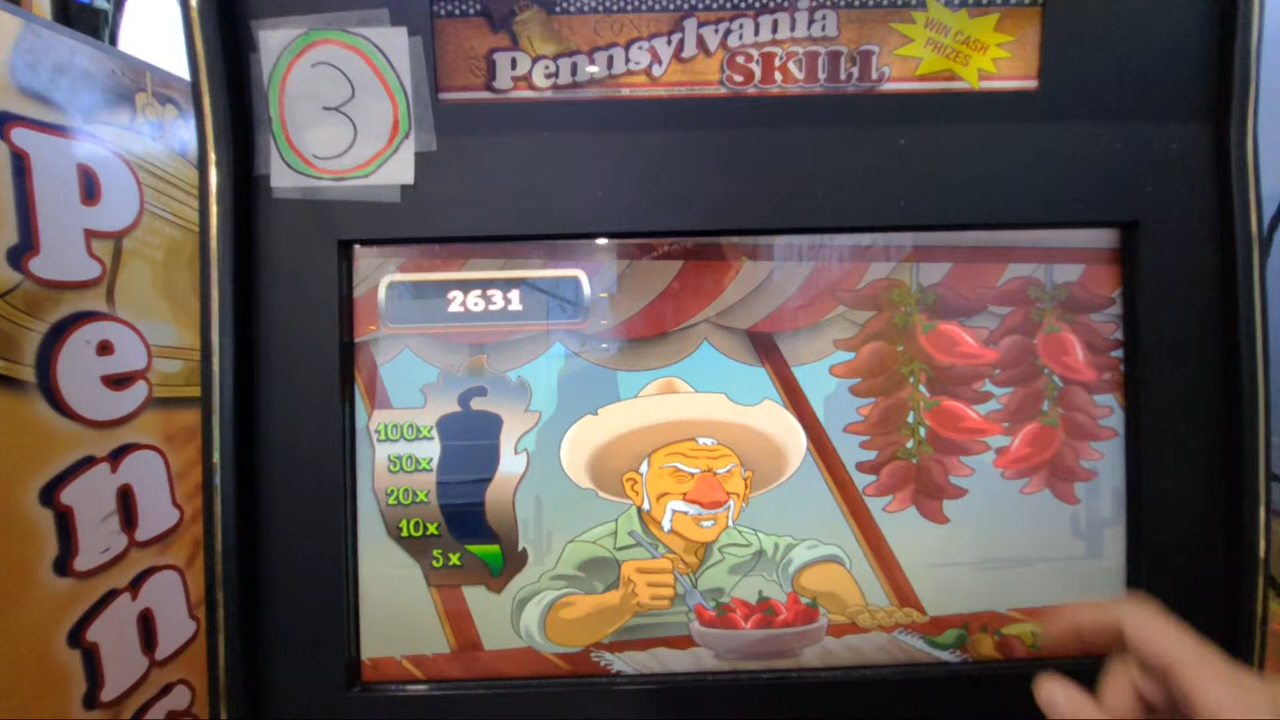 Pennsylvania
SKILL
WIN CASH
PRIZES
3
Penn
2631
100x
50x
20x
10x
5x